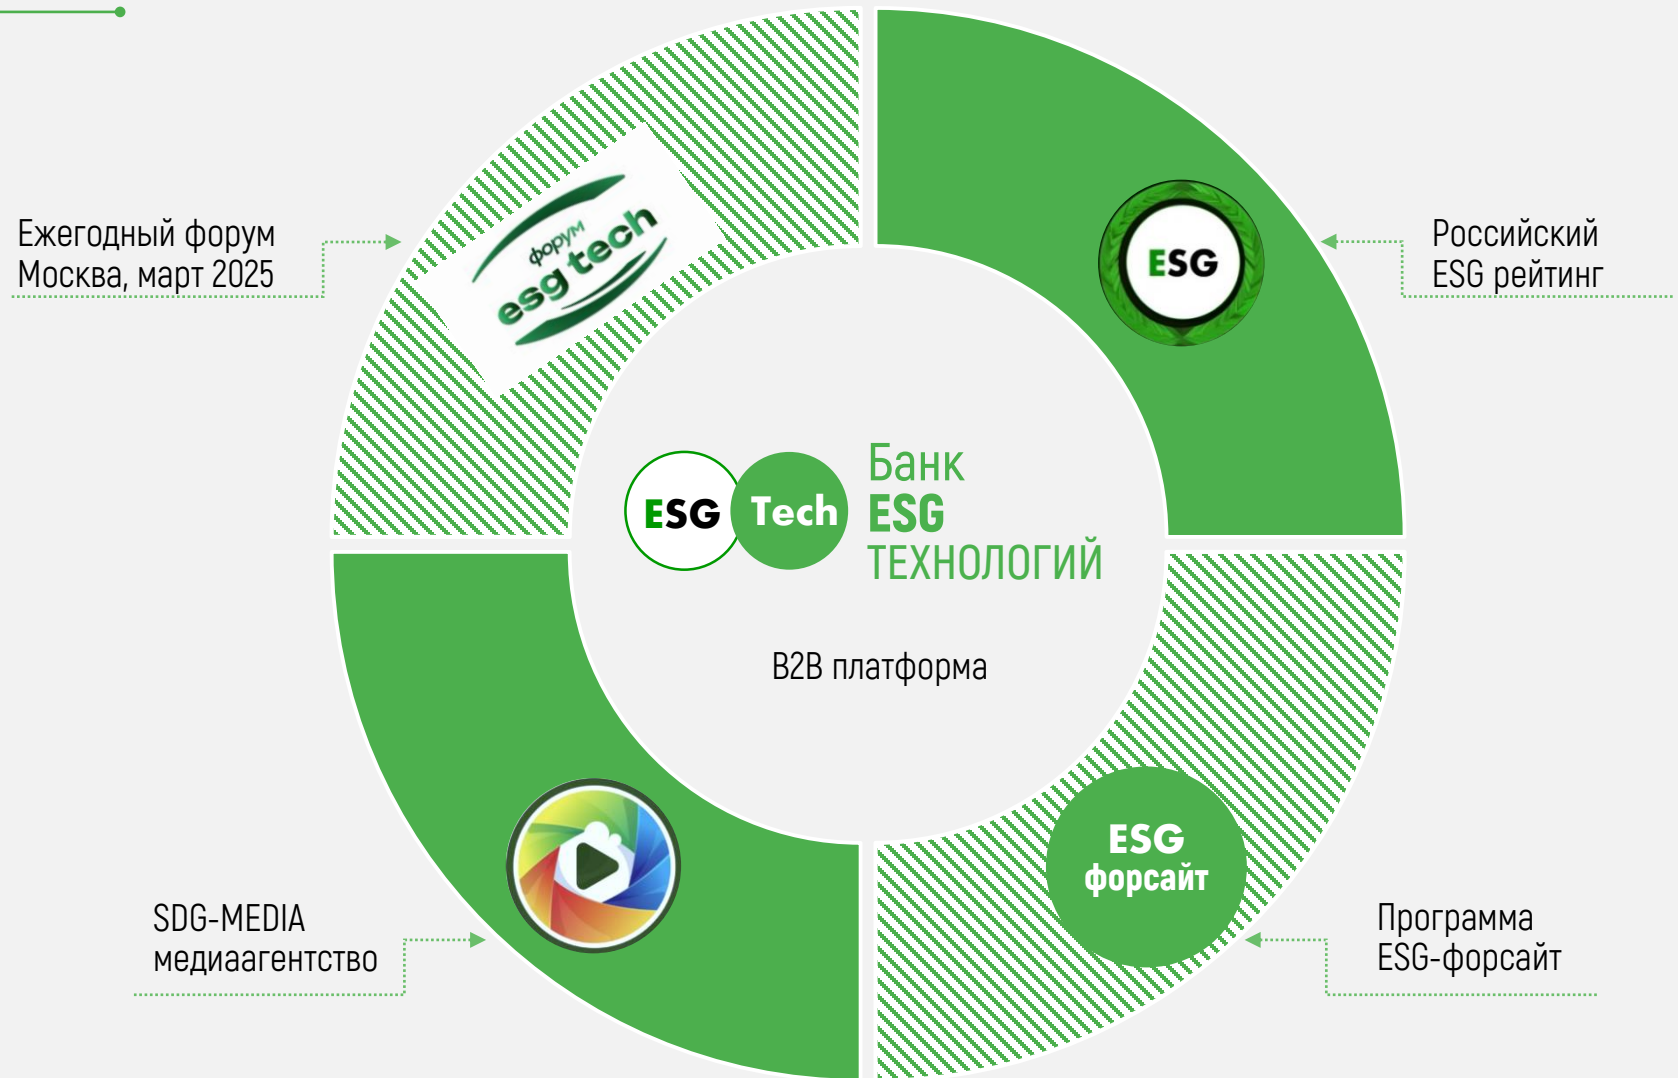 Ежегодный форум
Москва, март 2025
форум
esg tech
ESG
Российский
ESG рейтинг
ESG Tech
Банк
ESG
ТЕХНОЛОГИЙ
B2B платформа
SDG-MEDIA
медиаагентство
ESG
форсайт
Программа
ESG-форсайт